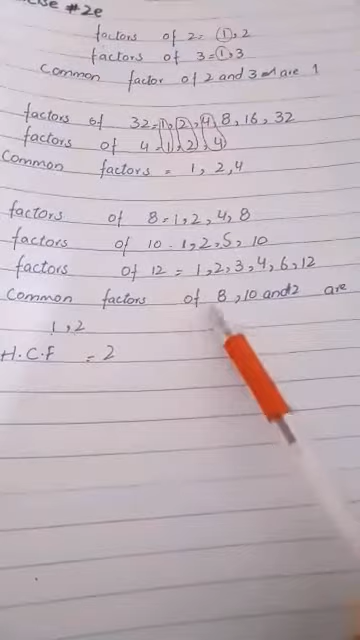 #2e
factors of 2 = 1, 2
factors of 3 = 1, 3
Common factor of 2 and 3 are 1
factors of 32 = 1, 2, 4, 8, 16, 32
factors of 4 = 1, 2, 4
Common factors = 1, 2, 4
factors of 8 = 1, 2, 4, 8
factors of 10 - 1, 2, 5, 10
factors of 12 = 1, 2, 3, 4, 6, 12
Common factors of 8, 10 and 2 are
1, 2
H.C.F = 2